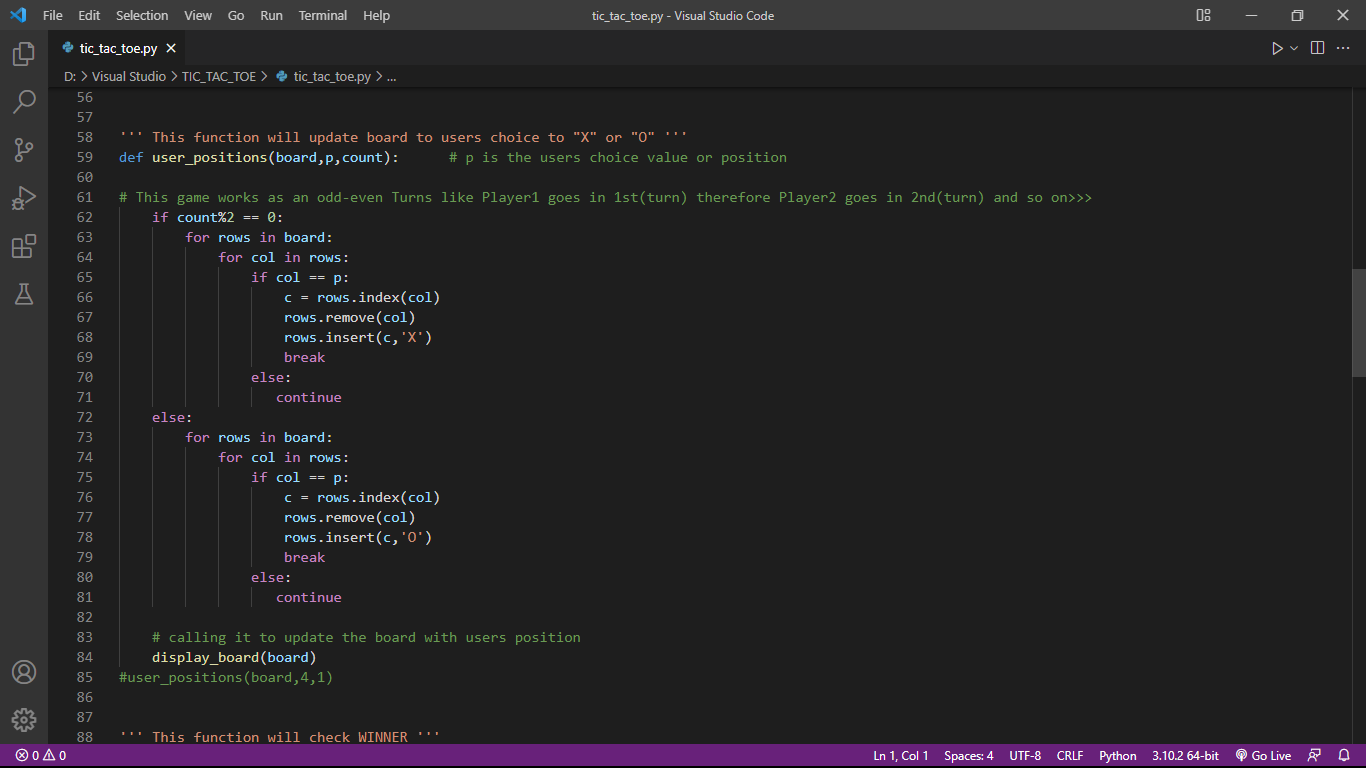 File Edit Selection View Go Run Terminal Help tic_tac_toe.py - Visual Studio Code
tic_tac_toe.py
D: > Visual Studio > TIC_TAC_TOE > tic_tac_toe.py > ...
56
57
58 ''' This function will update board to users choice to "X" or "O" '''
59 def user_positions(board,p,count):      # p is the users choice value or position
60
61 # This game works as an odd-even Turns like Player1 goes in 1st(turn) therefore Player2 goes in 2nd(turn) and so on>>>
62     if count%2 == 0:
63         for rows in board:
64             for col in rows:
65                 if col == p:
66                     c = rows.index(col)
67                     rows.remove(col)
68                     rows.insert(c,'X')
69                     break
70                 else:
71                    continue
72     else:
73         for rows in board:
74             for col in rows:
75                 if col == p:
76                     c = rows.index(col)
77                     rows.remove(col)
78                     rows.insert(c,'O')
79                     break
80                 else:
81                    continue
82
83     # calling it to update the board with users position
84     display_board(board)
85 #user_positions(board,4,1)
86
87
88 ''' This function will check WINNER '''
0 0 Ln 1, Col 1 Spaces: 4 UTF-8 CRLF Python 3.10.2 64-bit Go Live